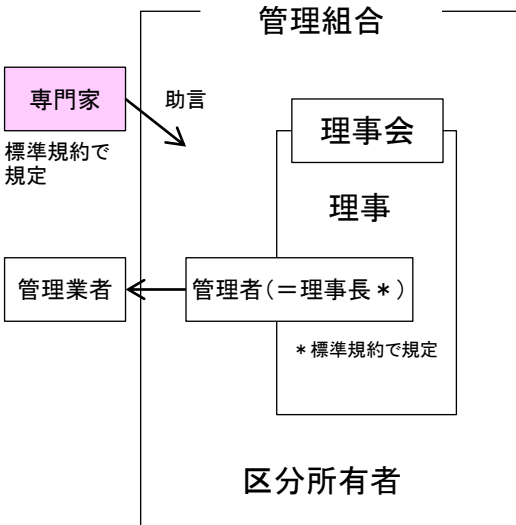 管理組合
専門家
助言
標準規約で
規定
理事会
理事
管理業者
管理者(＝理事長＊)
＊標準規約で規定
区分所有者